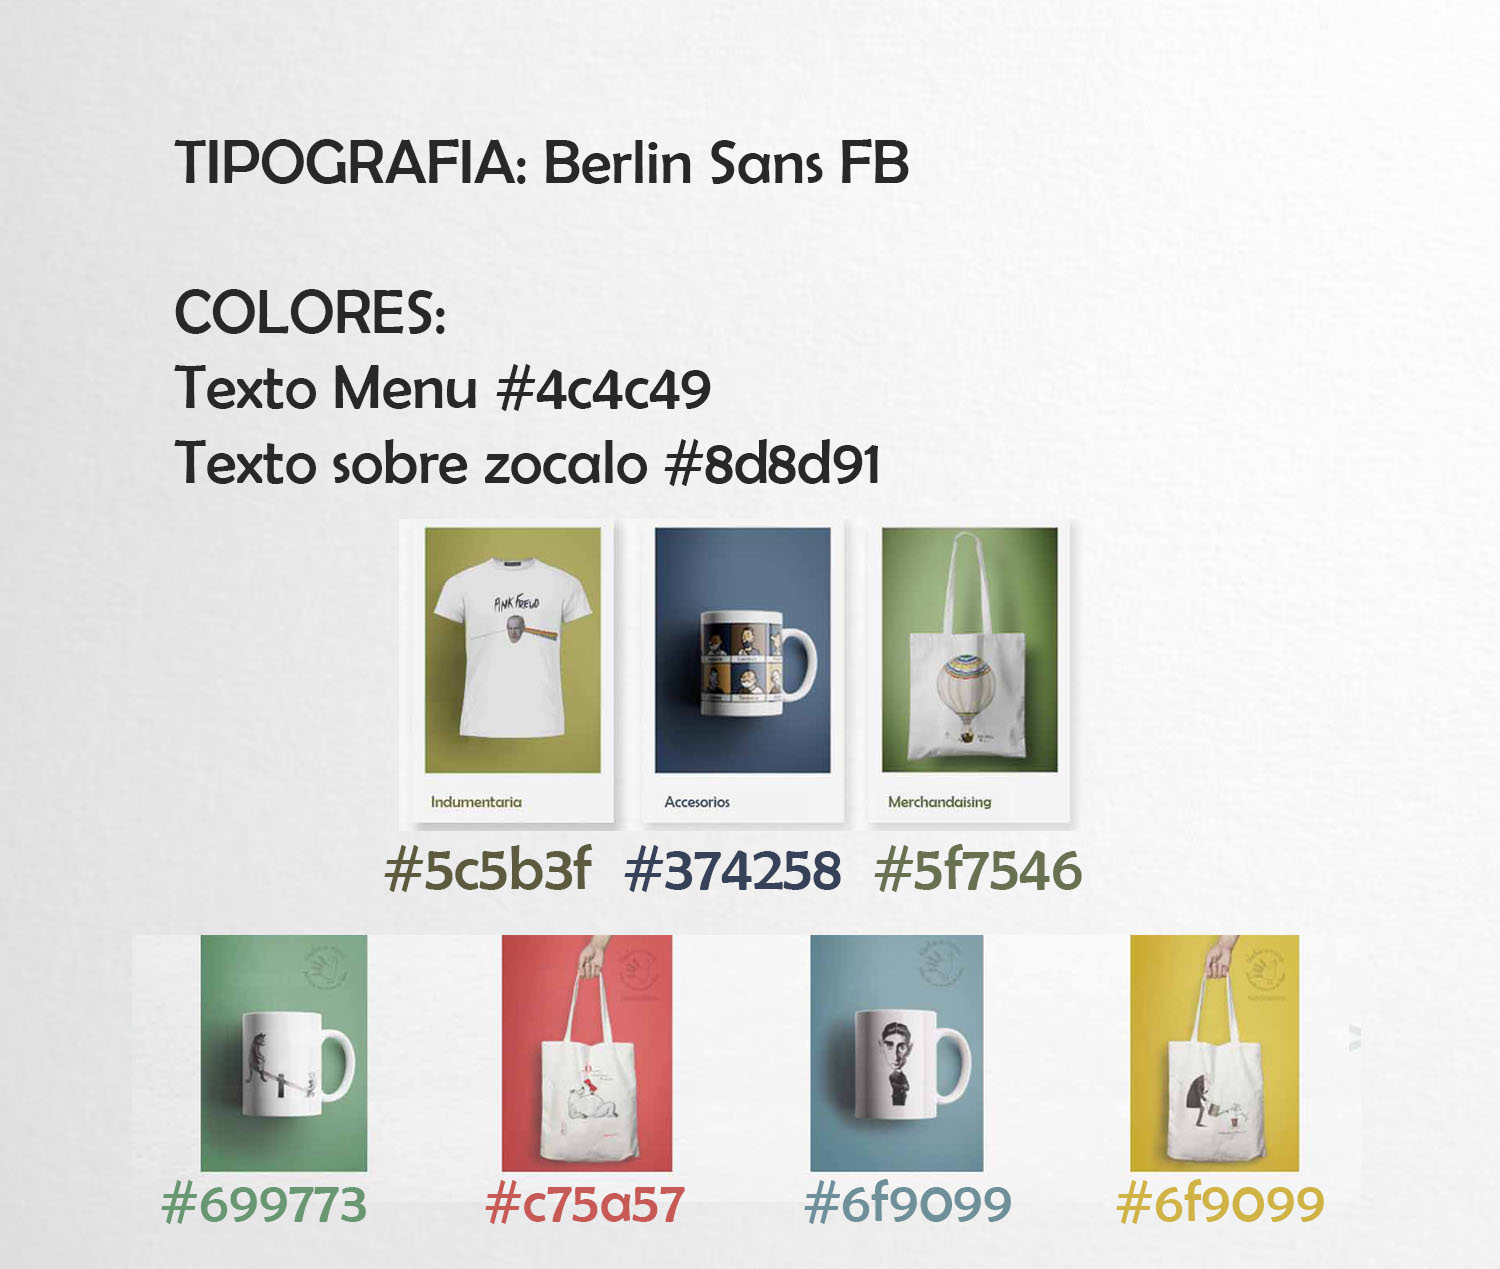 TIPOGRAFIA: Berlin Sans FB
COLORES:
Texto Menu #4c4c49
Texto sobre zocalo #8d8d91
PINK FREUD
Indumentaria
Accesorios
Merchandaising
#5c5b3f #374258 #5f7546
#699773 #c75a57 #6f9099 #6f9099